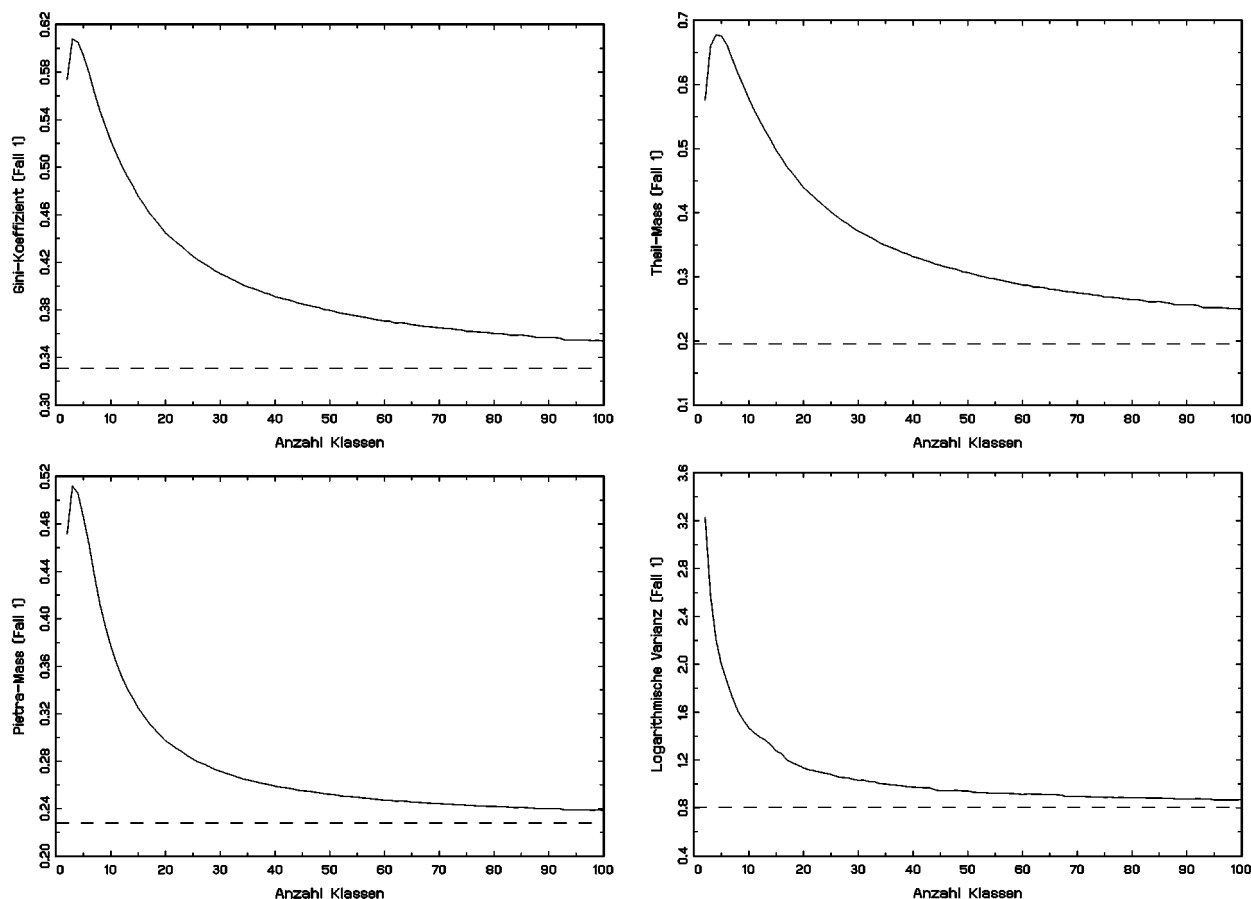 Gini-Koeffizient (Fall 1)
0.62
0.58
0.54
0.50
0.46
0.42
0.38
0.34
0.30
0 10 20 30 40 50 60 70 80 90 100
Anzahl Klassen
Theil-Mass (Fall 1)
0.7
0.6
0.5
0.4
0.3
0.2
0.1
0 10 20 30 40 50 60 70 80 90 100
Anzahl Klassen
Pietra-Mass (Fall 1)
0.52
0.48
0.44
0.40
0.36
0.32
0.28
0.24
0.20
0 10 20 30 40 50 60 70 80 90 100
Anzahl Klassen
Logarithmische Varianz (Fall 1)
3.6
3.2
2.8
2.4
2.0
1.6
1.2
0.8
0.4
0 10 20 30 40 50 60 70 80 90 100
Anzahl Klassen